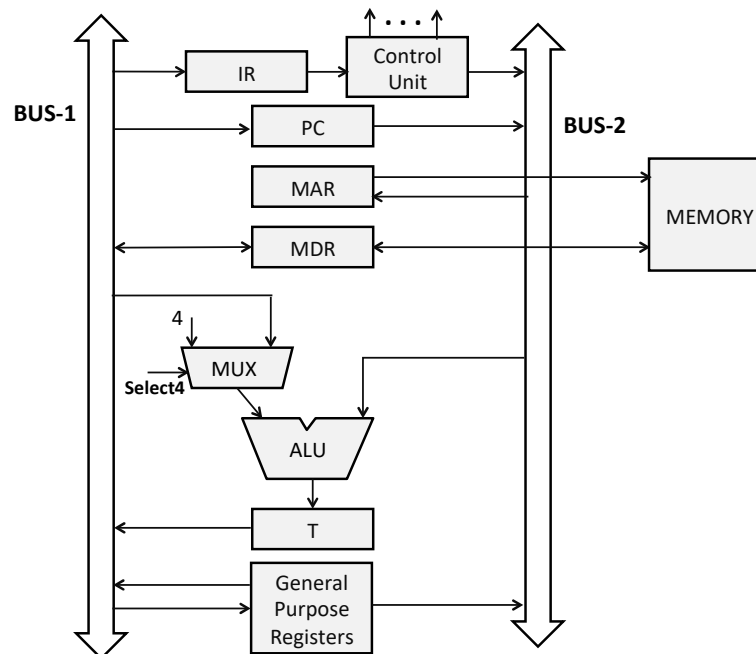 IR
Control
Unit
BUS-1
PC
BUS-2
MAR
MEMORY
MDR
4
MUX
Select4
ALU
T
General
Purpose
Registers